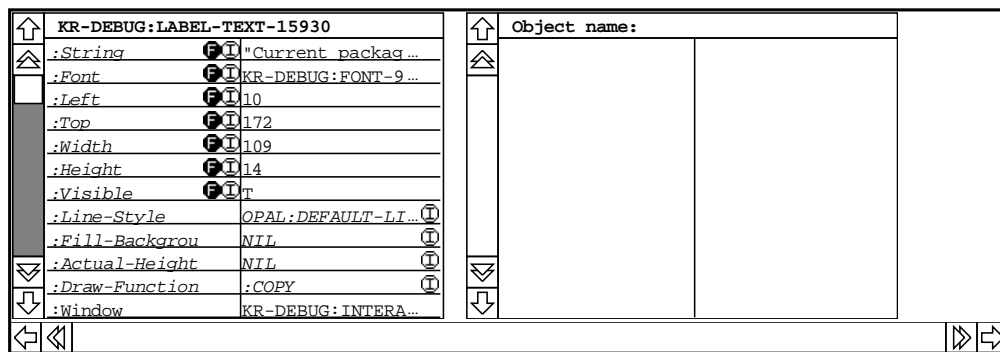 KR-DEBUG:LABEL-TEXT-15930
:String F I "Current packag...
:Font F I KR-DEBUG:FONT-9...
:Left F I 10
:Top F I 172
:Width F I 109
:Height F I 14
:Visible F I T
:Line-Style OPAL:DEFAULT-LI... I
:Fill-Backgrou NIL I
:Actual-Height NIL I
:Draw-Function :COPY I
:Window KR-DEBUG:INTERA...
Object name: